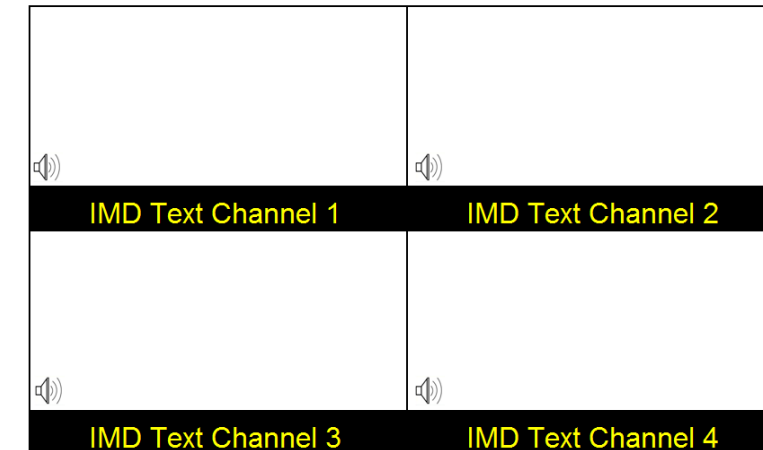 IMD Text Channel 1
IMD Text Channel 2
IMD Text Channel 3
IMD Text Channel 4